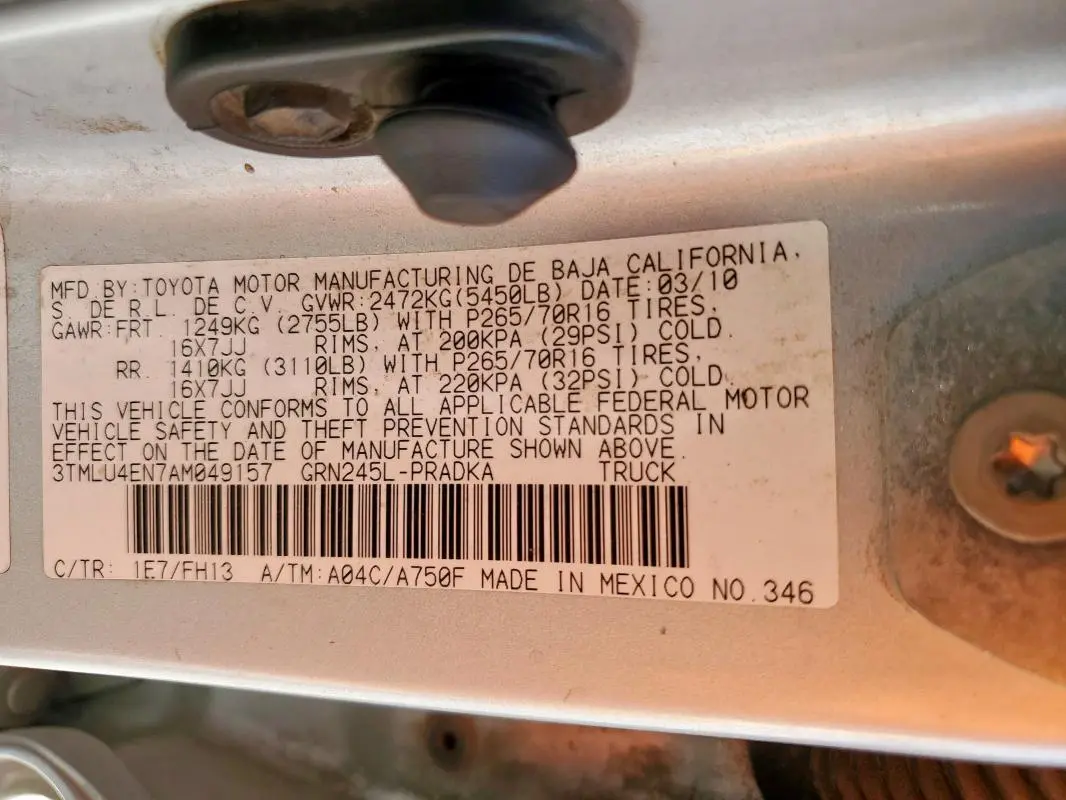 MFD. BY: TOYOTA MOTOR MANUFACTURING DE BAJA CALIFORNIA,
S. DE R.L. DE C.V. GVWR:2472KG(5450LB) DATE:03/10
GAWR:FRT. 1249KG (2755LB) WITH P265/70R16 TIRES,
16X7JJ RIMS, AT 200KPA (29PSI) COLD.
RR. 1410KG (3110LB) WITH P265/70R16 TIRES,
16X7JJ RIMS, AT 220KPA (32PSI) COLD.
THIS VEHICLE CONFORMS TO ALL APPLICABLE FEDERAL MOTOR
VEHICLE SAFETY AND THEFT PREVENTION STANDARDS IN
EFFECT ON THE DATE OF MANUFACTURE SHOWN ABOVE.
3TMLU4EN7AM049157 GRN245L-PRADKA TRUCK
C/TR: 1E7/FH13 A/TM:A04C/A750F MADE IN MEXICO NO.346